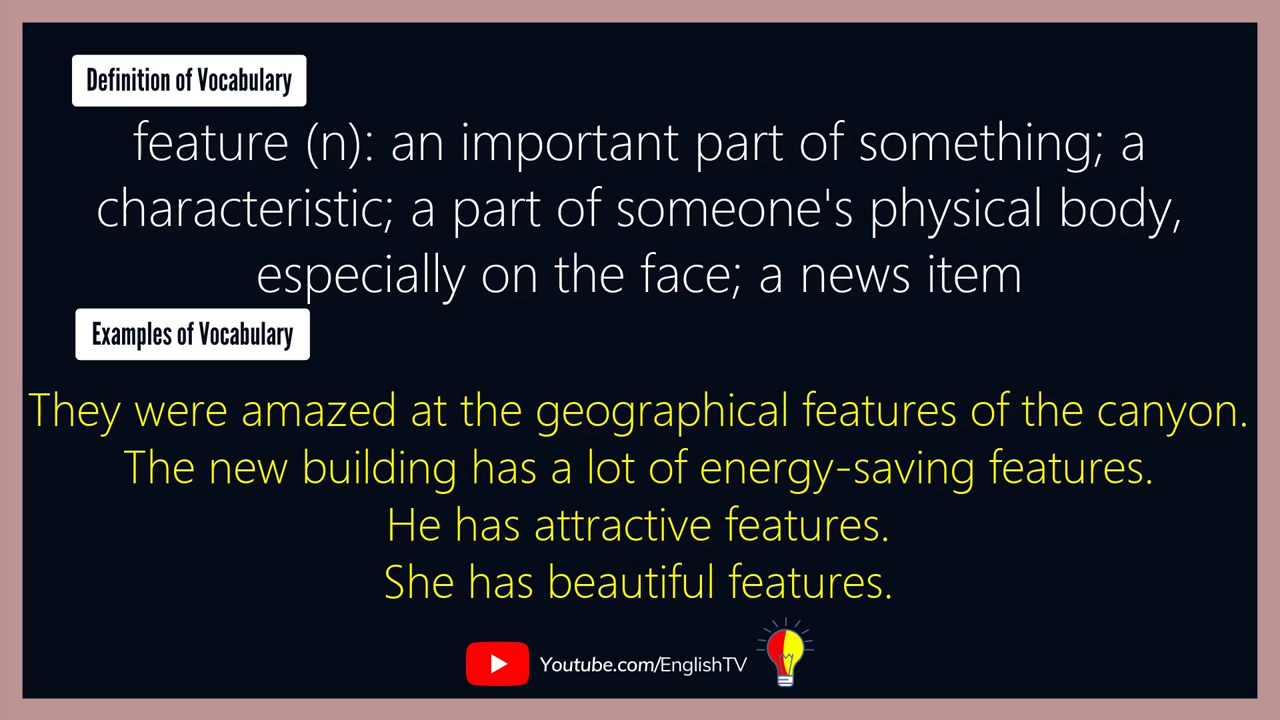 Definition of Vocabulary
feature (n): an important part of something; a
characteristic; a part of someone's physical body,
especially on the face; a news item
Examples of Vocabulary
They were amazed at the geographical features of the canyon.
The new building has a lot of energy-saving features.
He has attractive features.
She has beautiful features.
Youtube.com/EnglishTV